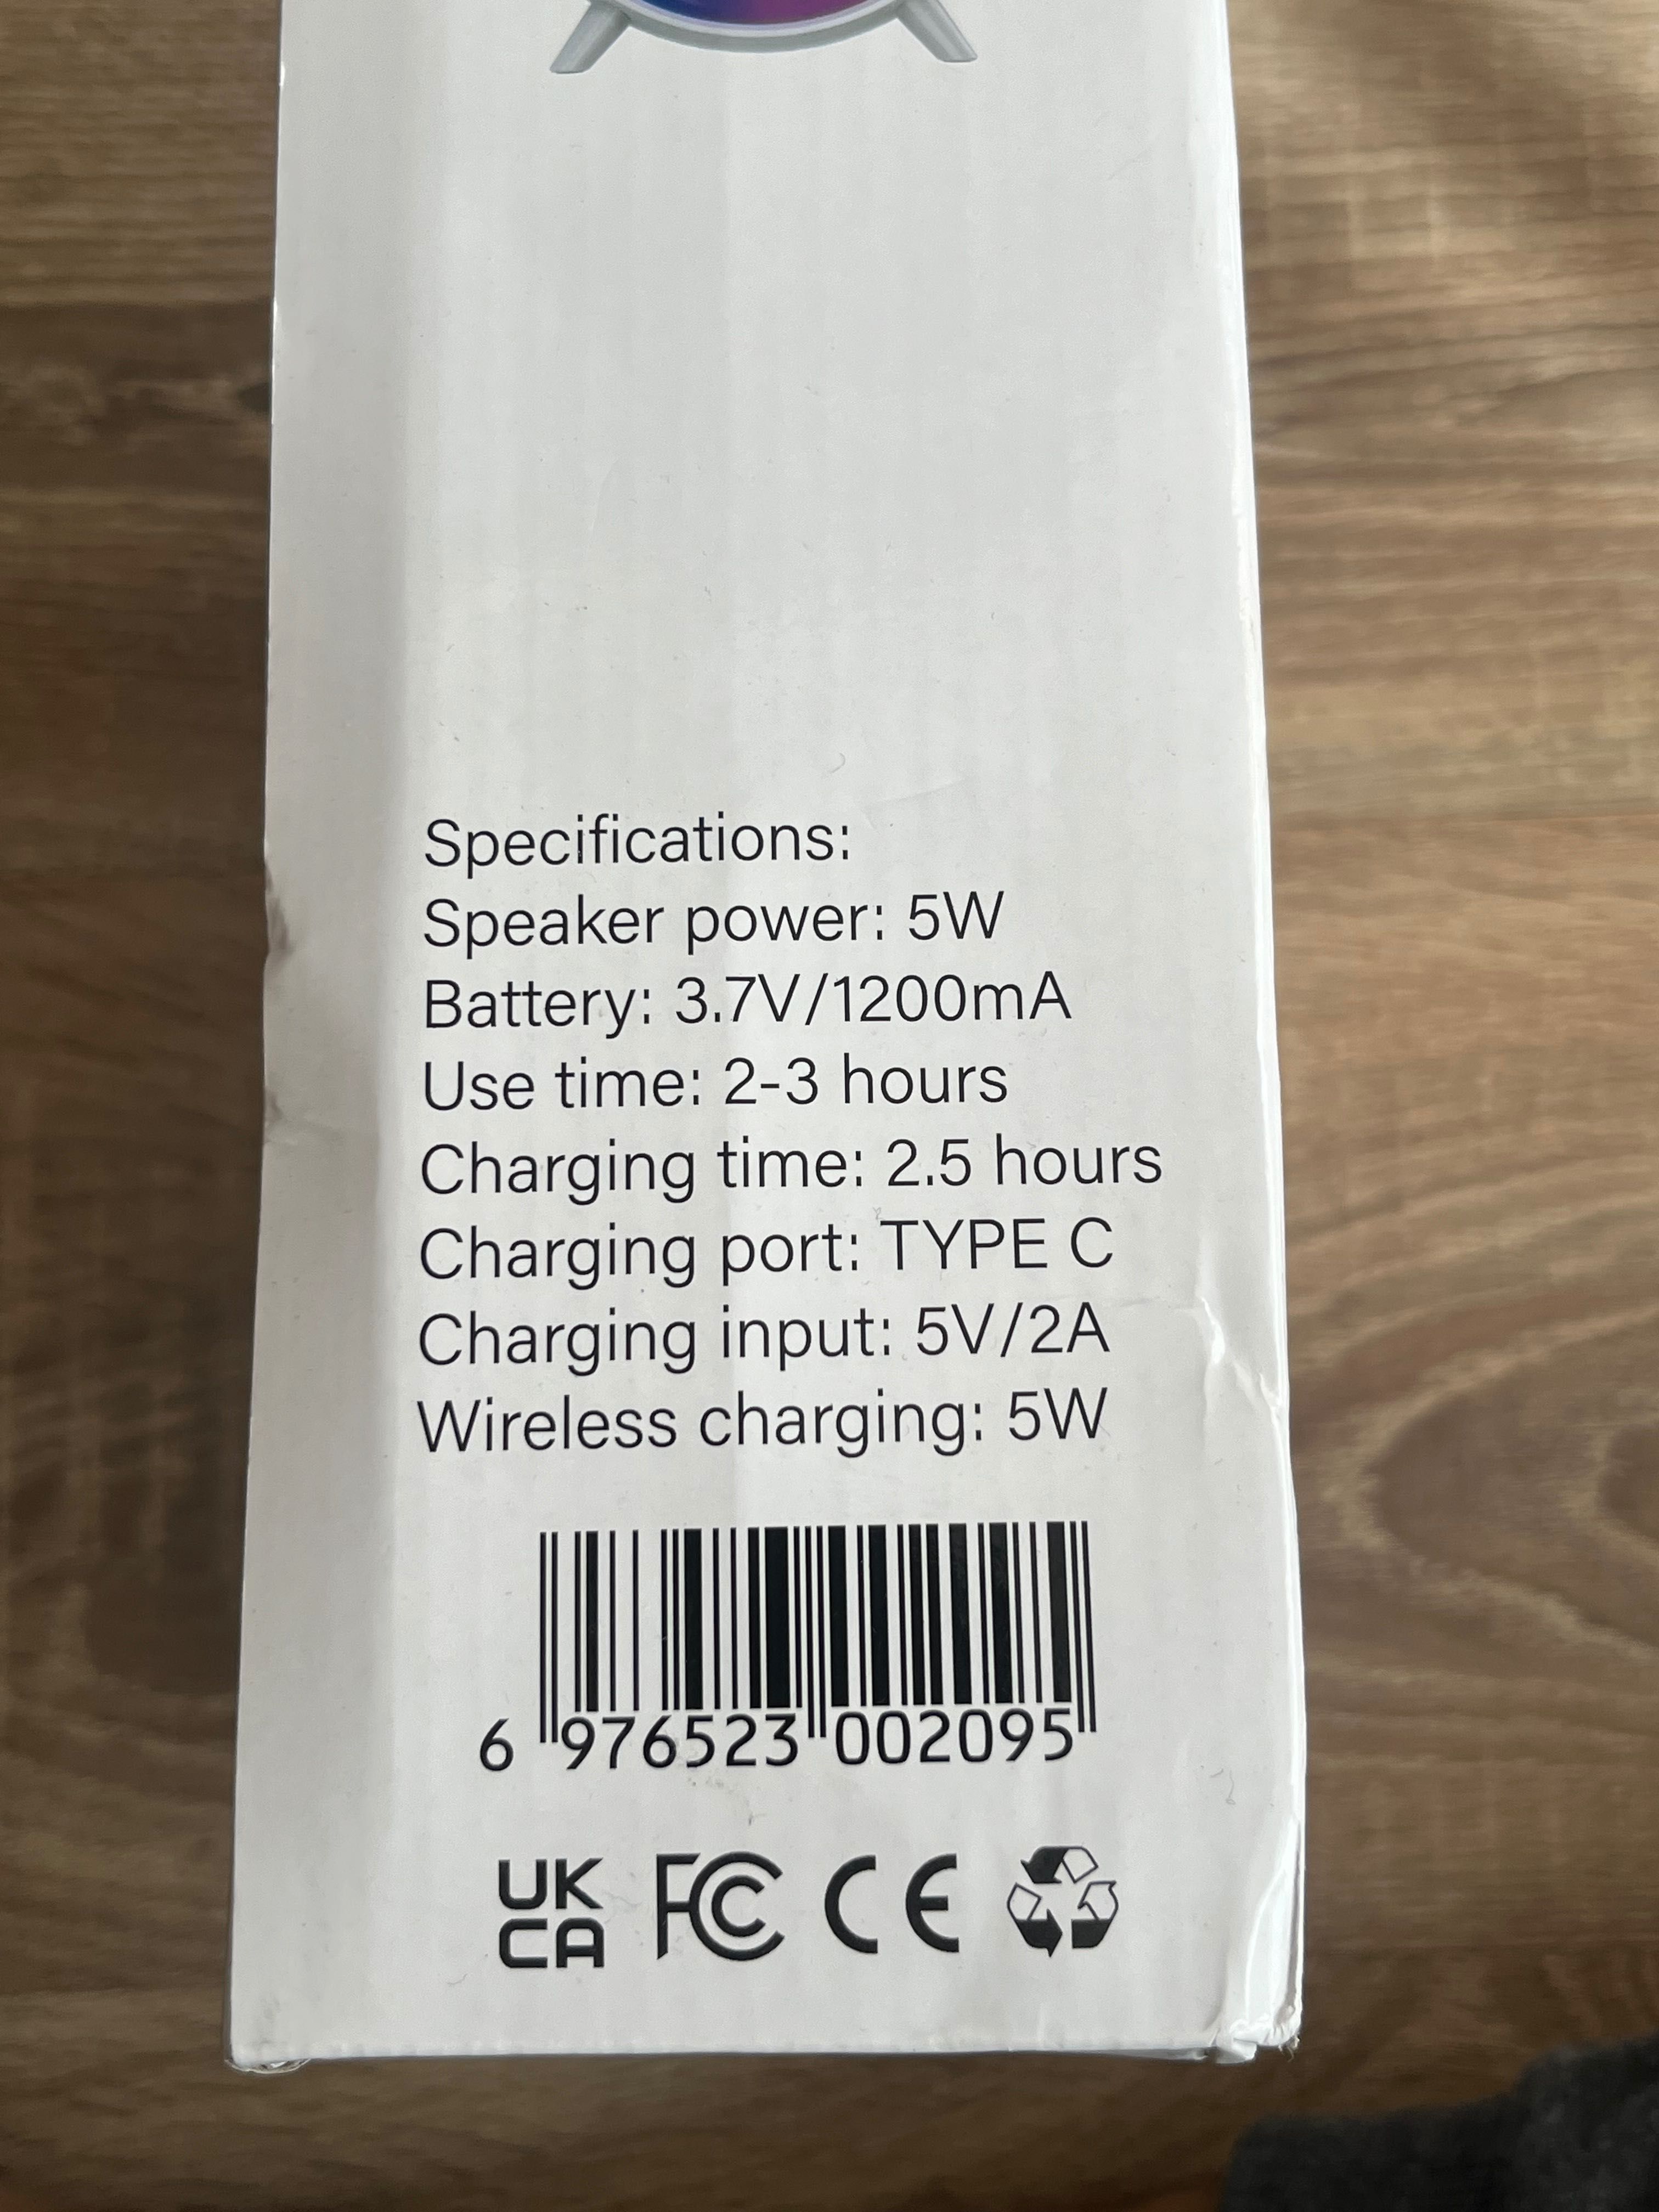 Specifications:
Speaker power: 5W
Battery: 3.7V/1200mA
Use time: 2-3 hours
Charging time: 2.5 hours
Charging port: TYPE C
Charging input: 5V/2A
Wireless charging: 5W
6 976523 002095
UK
CA FC CE